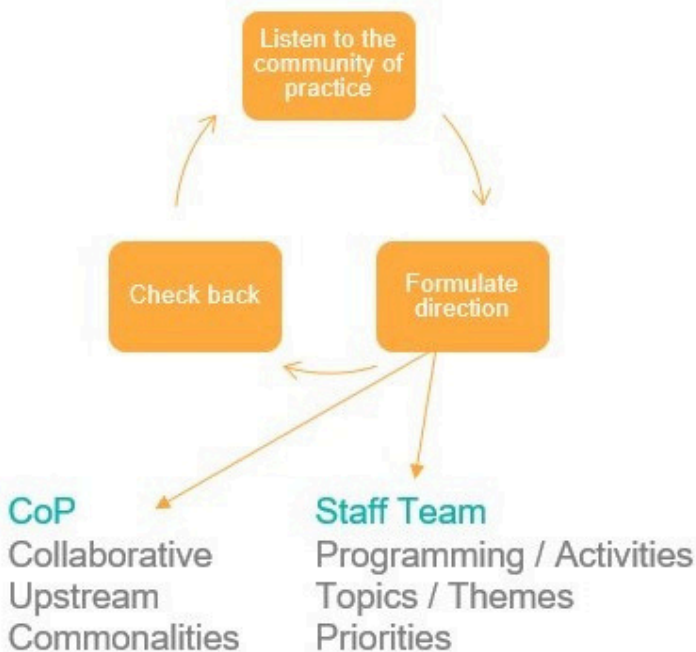 Listen to the
community of
practice
Check back
Formulate
direction
CoP
Collaborative
Upstream
Commonalities
Staff Team
Programming / Activities
Topics / Themes
Priorities